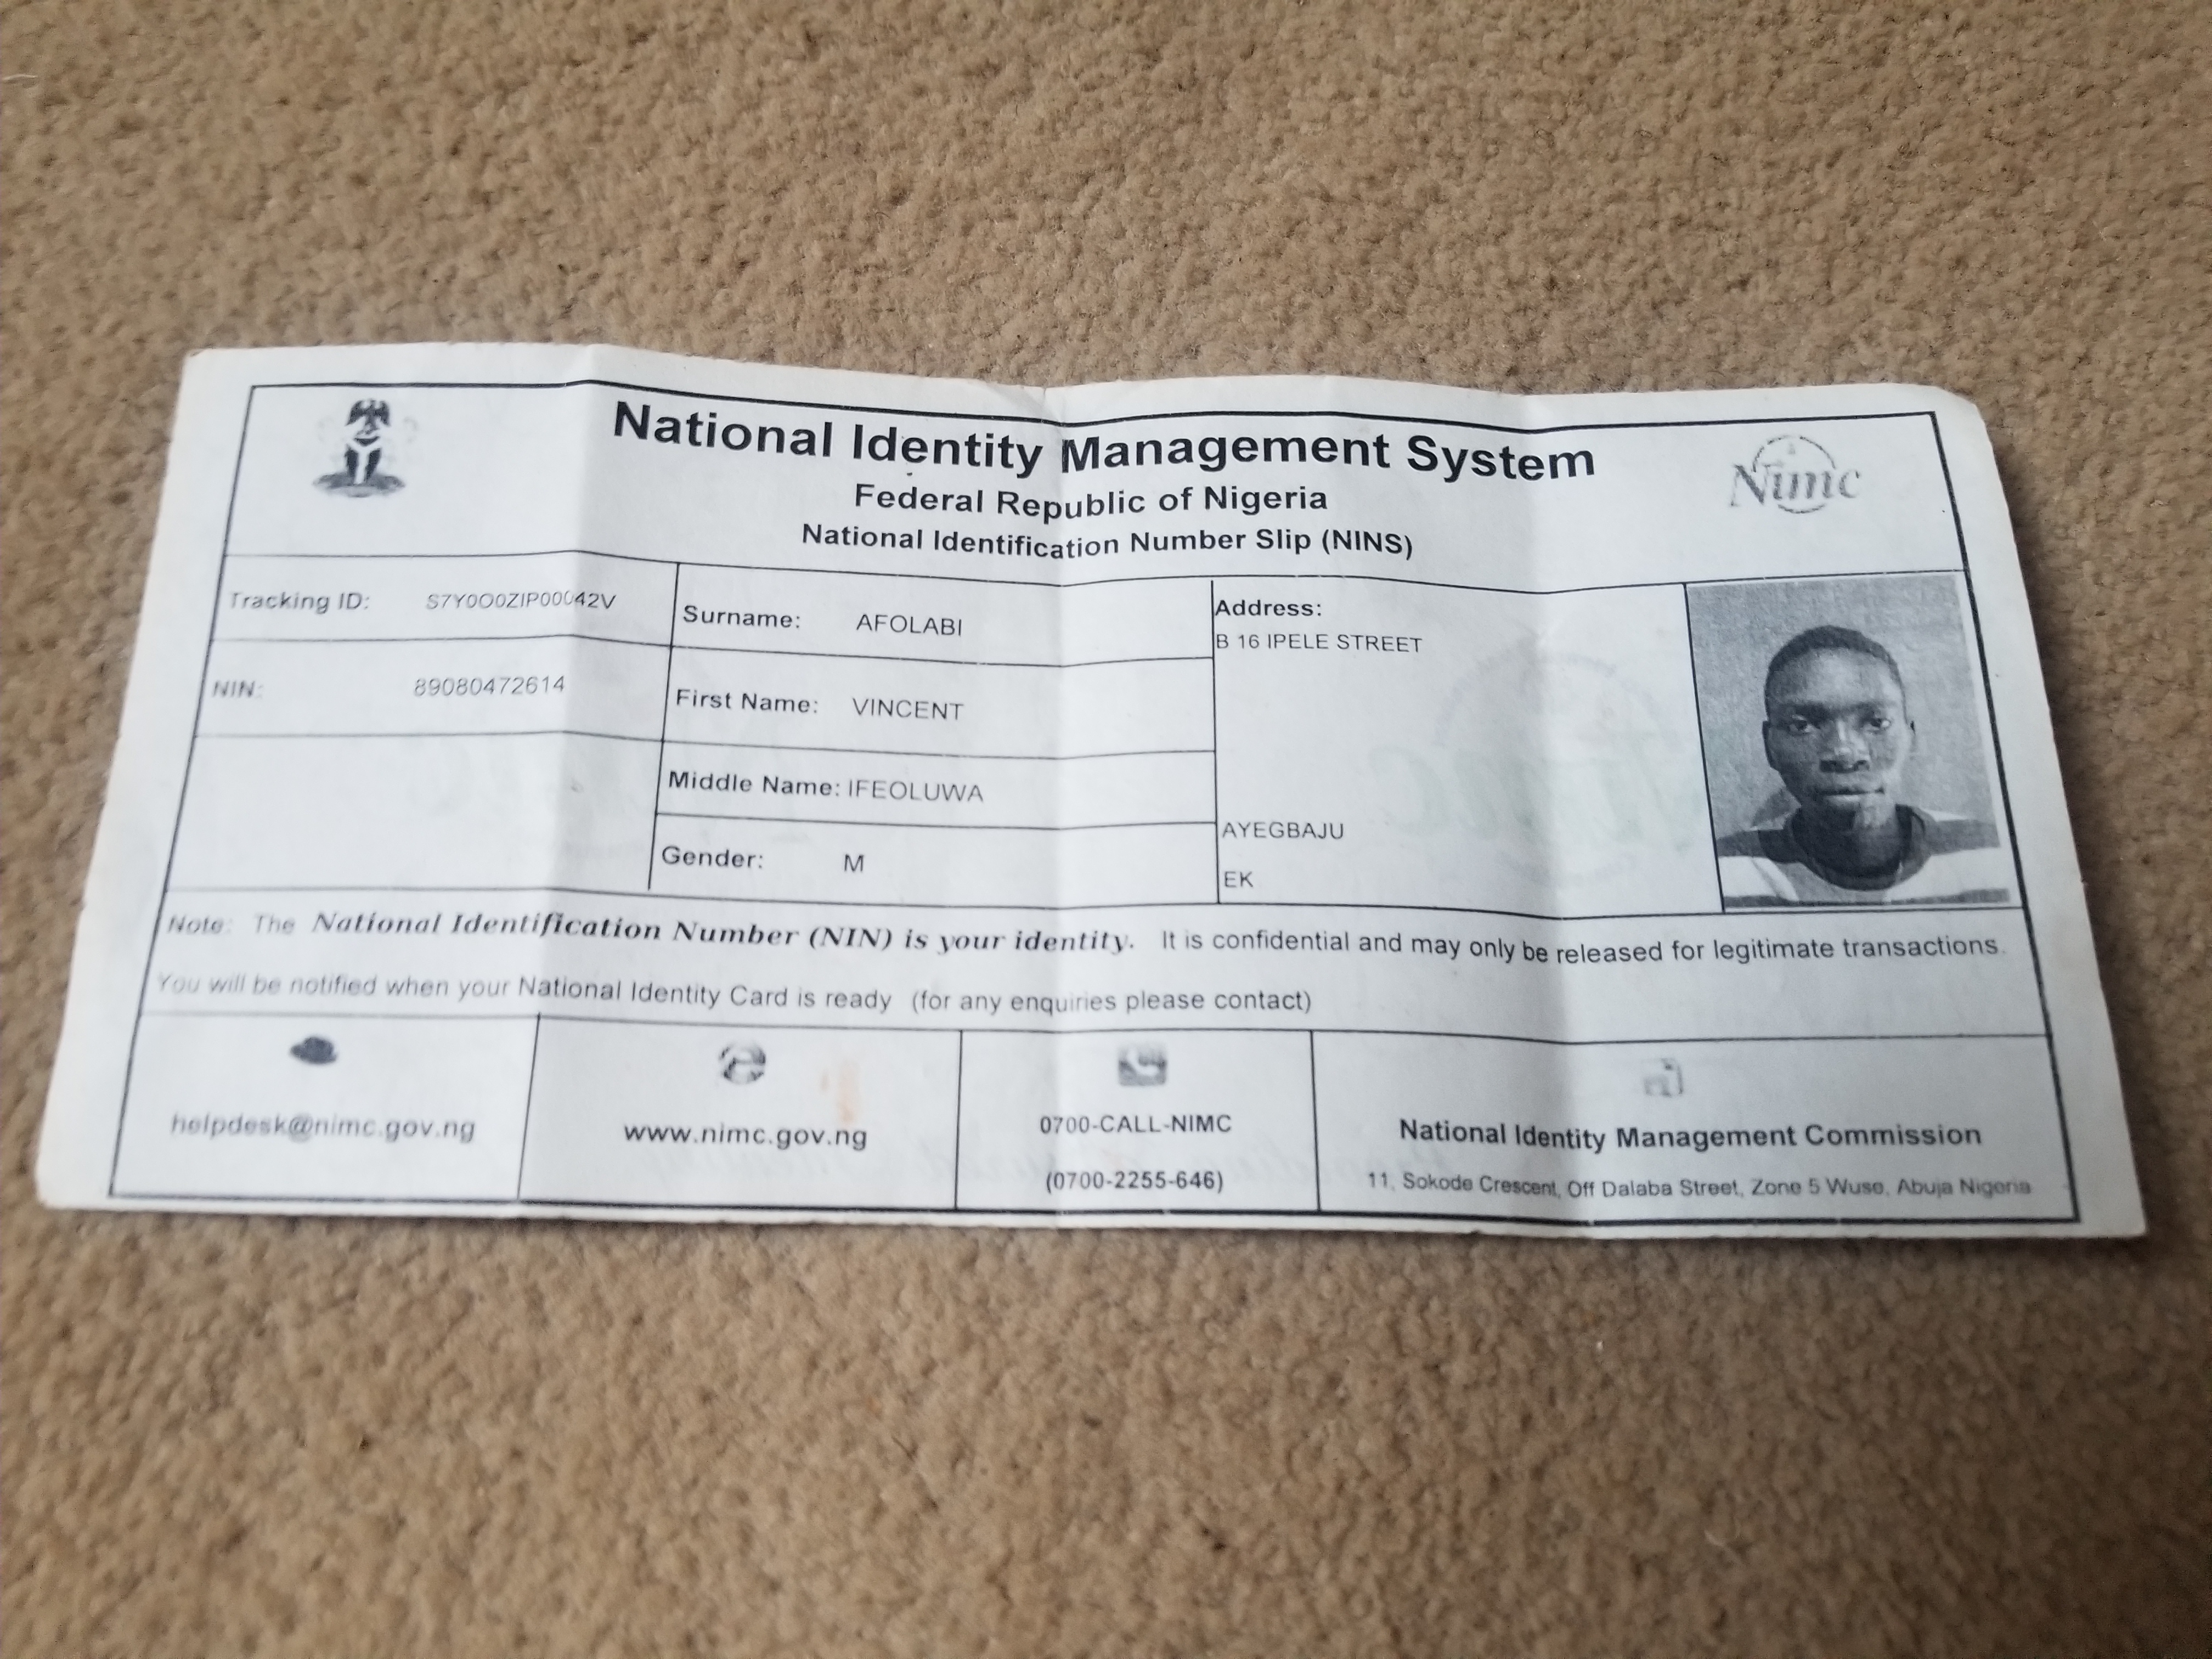 National Identity Management System
Federal Republic of Nigeria
National Identification Number Slip (NINS)
Nimc
Tracking ID: S7Y0O0ZIP00042V
Surname: AFOLABI
Address:
B 16 IPELE STREET
NIN: 89080472614
First Name: VINCENT
Middle Name: IFEOLUWA
AYEGBAJU
Gender: M
EK
Note: The National Identification Number (NIN) is your identity. It is confidential and may only be released for legitimate transactions.
You will be notified when your National Identity Card is ready (for any enquiries please contact)
helpdesk@nimc.gov.ng
www.nimc.gov.ng
0700-CALL-NIMC
(0700-2255-646)
National Identity Management Commission
11, Sokode Crescent, Off Dalaba Street, Zone 5 Wuse, Abuja Nigeria